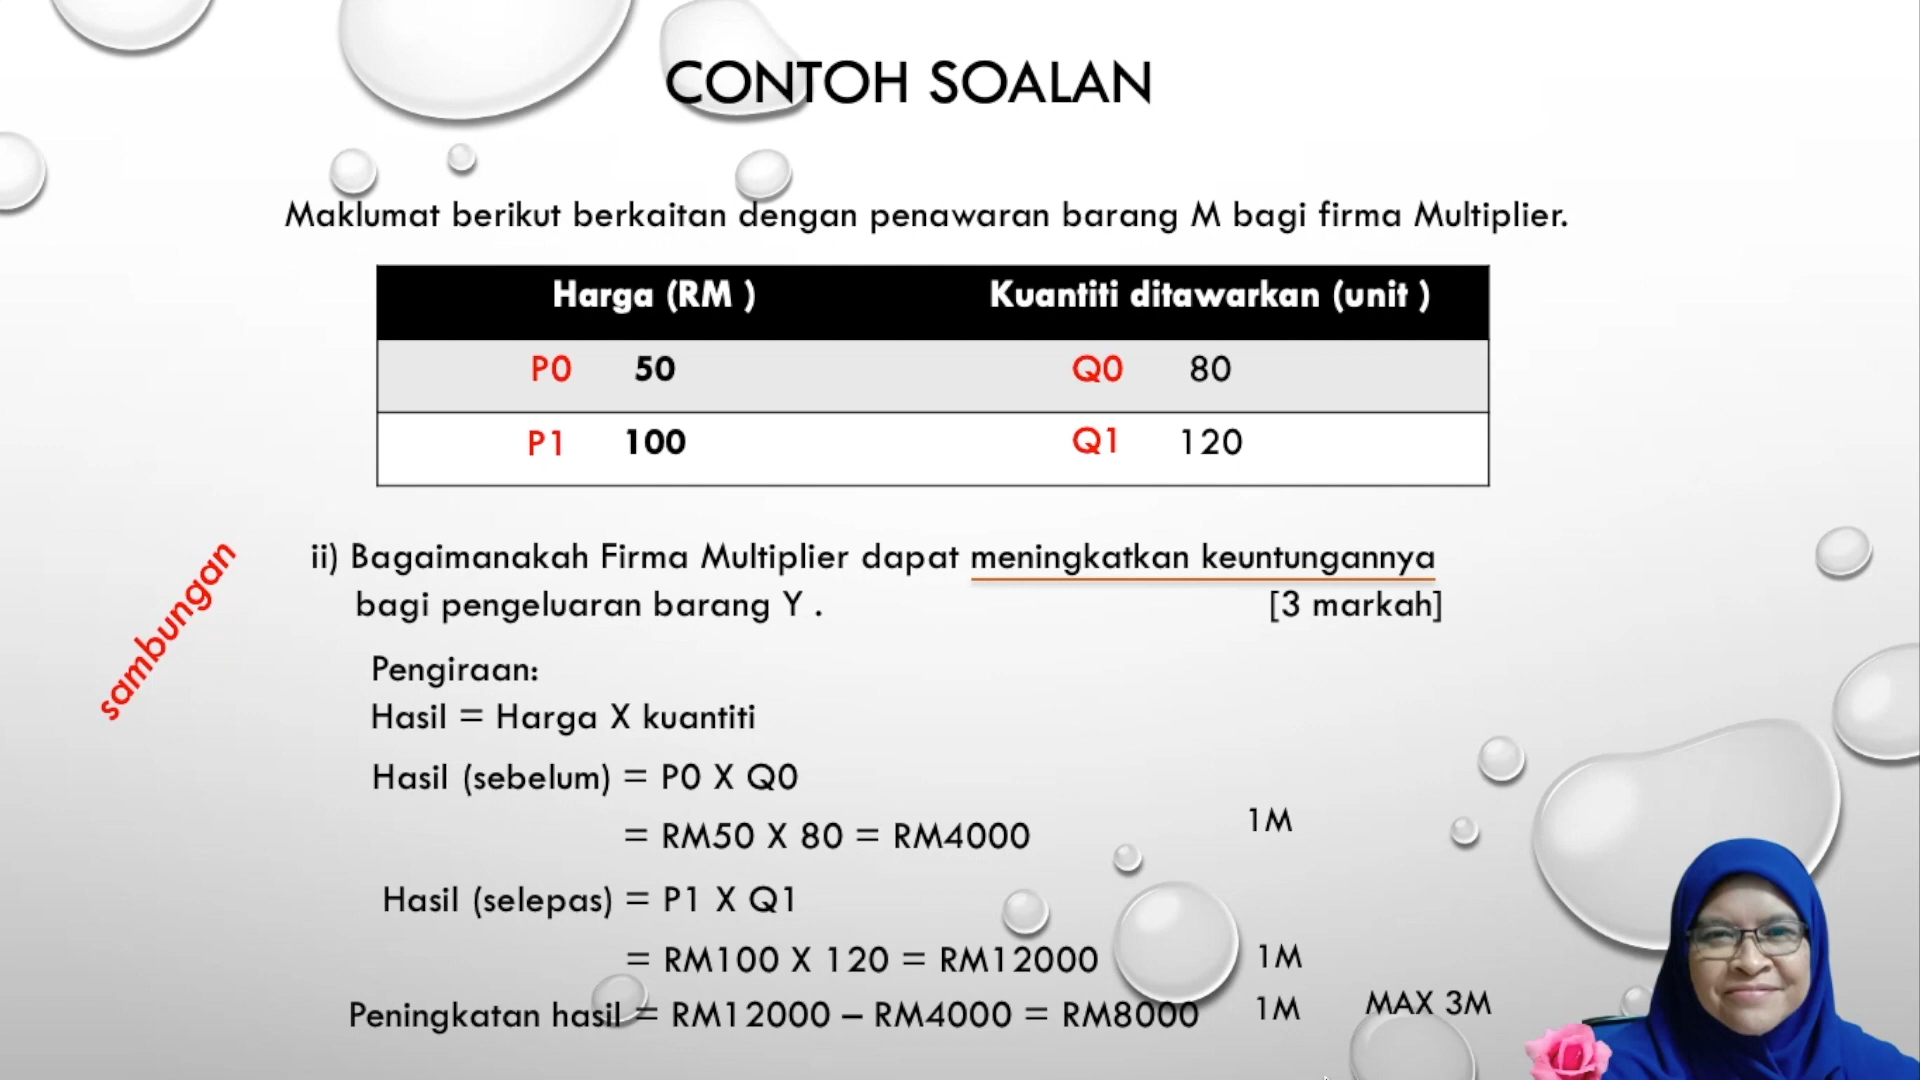 CONTOH SOALAN
Maklumat berikut berkaitan dengan penawaran barang M bagi firma Multiplier.
Harga (RM ) Kuantiti ditawarkan (unit )
P0 50 Q0 80
P1 100 Q1 120
sambungan
ii) Bagaimanakah Firma Multiplier dapat meningkatkan keuntungannya
bagi pengeluaran barang Y . [3 markah]
Pengiraan:
Hasil = Harga X kuantiti
Hasil (sebelum) = P0 X Q0
= RM50 X 80 = RM4000 1M
Hasil (selepas) = P1 X Q1
= RM100 X 120 = RM12000 1M
Peningkatan hasil = RM12000 – RM4000 = RM8000 1M MAX 3M